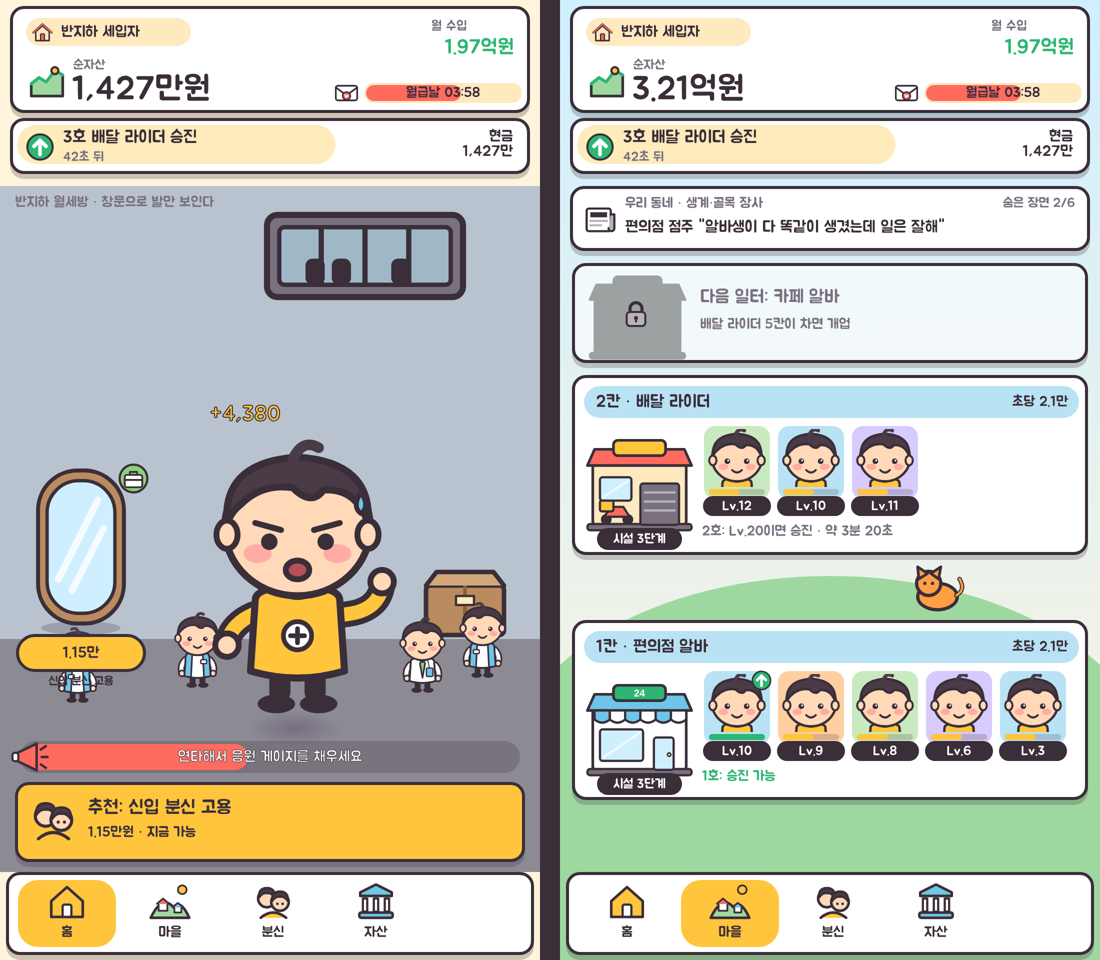 반지하 세입자
월 수입
1.97억원
순자산
1,427만원
월급날 03:58
3호 배달 라이더 승진
42초 뒤
현금
1,427만
반지하 월세방 · 창문으로 발만 보인다
+4,380
1.15만
신입 분신 고용
연타해서 응원 게이지를 채우세요
추천: 신입 분신 고용
1.15만원 · 지금 가능
홈
마을
분신
자산
반지하 세입자
월 수입
1.97억원
순자산
3.21억원
월급날 03:58
3호 배달 라이더 승진
42초 뒤
현금
1,427만
우리 동네 · 생계·골목 장사
숨은 장면 2/6
편의점 점주 "알바생이 다 똑같이 생겼는데 일은 잘해"
다음 일터: 카페 알바
배달 라이더 5칸이 차면 개업
2칸 · 배달 라이더
초당 2.1만
Lv.12
Lv.10
Lv.11
시설 3단계
2호: Lv.20이면 승진 · 약 3분 20초
1칸 · 편의점 알바
초당 2.1만
24
Lv.10
Lv.9
Lv.8
Lv.6
Lv.3
시설 3단계
1호: 승진 가능
홈
마을
분신
자산